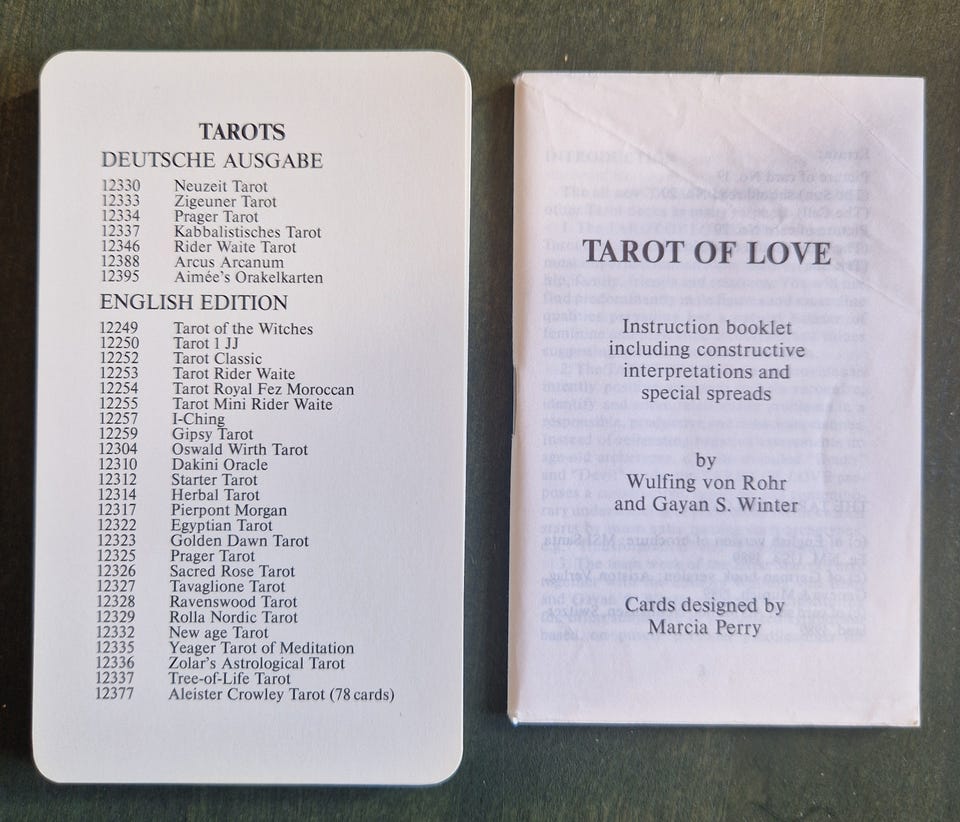 TAROTS
DEUTSCHE AUSGABE
12330 Neuzeit Tarot
12333 Zigeuner Tarot
12334 Prager Tarot
12337 Kabbalistisches Tarot
12346 Rider Waite Tarot
12388 Arcus Arcanum
12395 Aimée's Orakelkarten
ENGLISH EDITION
12249 Tarot of the Witches
12250 Tarot 1 JJ
12252 Tarot Classic
12253 Tarot Rider Waite
12254 Tarot Royal Fez Moroccan
12255 Tarot Mini Rider Waite
12257 I-Ching
12259 Gipsy Tarot
12304 Oswald Wirth Tarot
12310 Dakini Oracle
12312 Starter Tarot
12314 Herbal Tarot
12317 Pierpont Morgan
12322 Egyptian Tarot
12323 Golden Dawn Tarot
12325 Prager Tarot
12326 Sacred Rose Tarot
12327 Tavaglione Tarot
12328 Ravenswood Tarot
12329 Rolla Nordic Tarot
12332 New age Tarot
12335 Yeager Tarot of Meditation
12336 Zolar's Astrological Tarot
12337 Tree-of-Life Tarot
12377 Aleister Crowley Tarot (78 cards)
TAROT OF LOVE
Instruction booklet
including constructive
interpretations and
special spreads
by
Wulfing von Rohr
and Gayan S. Winter
Cards designed by
Marcia Perry